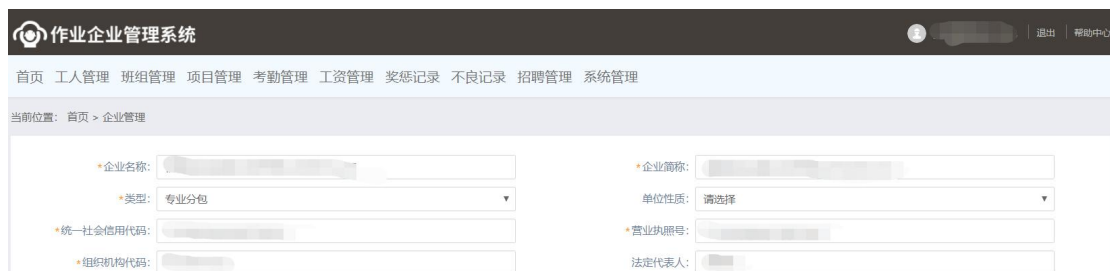 作业企业管理系统
退出 帮助中心
首页 工人管理 班组管理 项目管理 考勤管理 工资管理 奖惩记录 不良记录 招聘管理 系统管理
当前位置: 首页 > 企业管理
*企业名称: *企业简称:
*类型: 专业分包 单位性质: 请选择
*统一社会信用代码: *营业执照号:
*组织机构代码: 法定代表人: